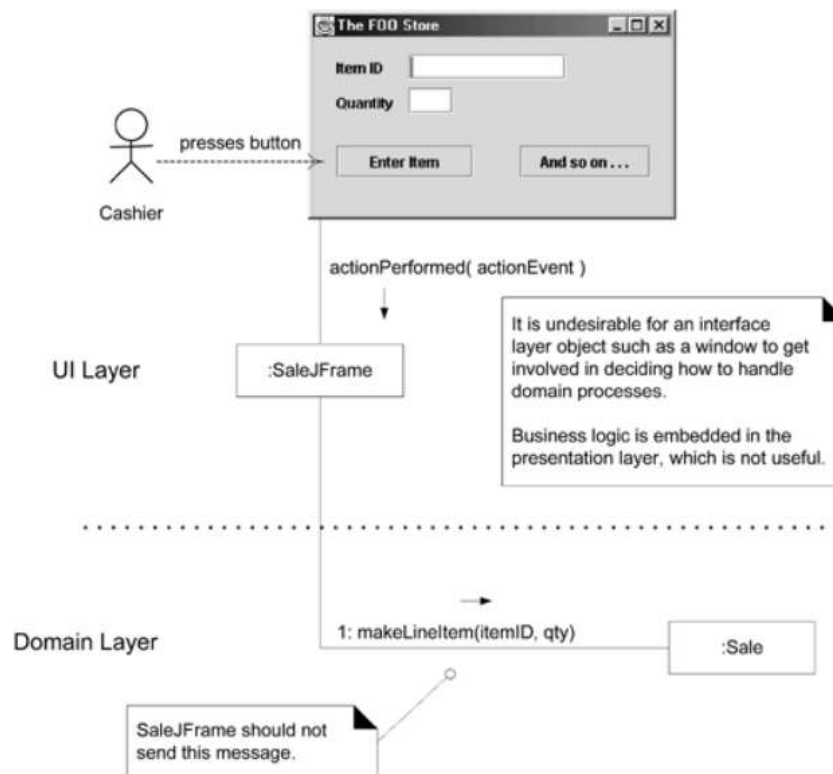 The FOO Store
Item ID
Quantity
presses button
Enter Item
And so on . . .
Cashier
actionPerformed( actionEvent )
It is undesirable for an interface
layer object such as a window to get
involved in deciding how to handle
domain processes.
Business logic is embedded in the
presentation layer, which is not useful.
UI Layer
:SaleJFrame
1: makeLineItem(itemID, qty)
Domain Layer
:Sale
SaleJFrame should not
send this message.